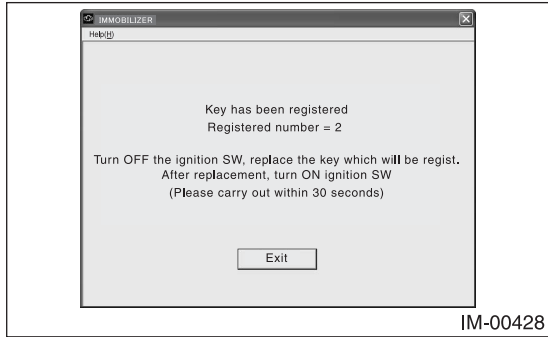 IMMOBILIZER
Help(H)
Key has been registered
Registered number = 2
Turn OFF the ignition SW, replace the key which will be regist.
After replacement, turn ON ignition SW
(Please carry out within 30 seconds)
Exit
IM-00428